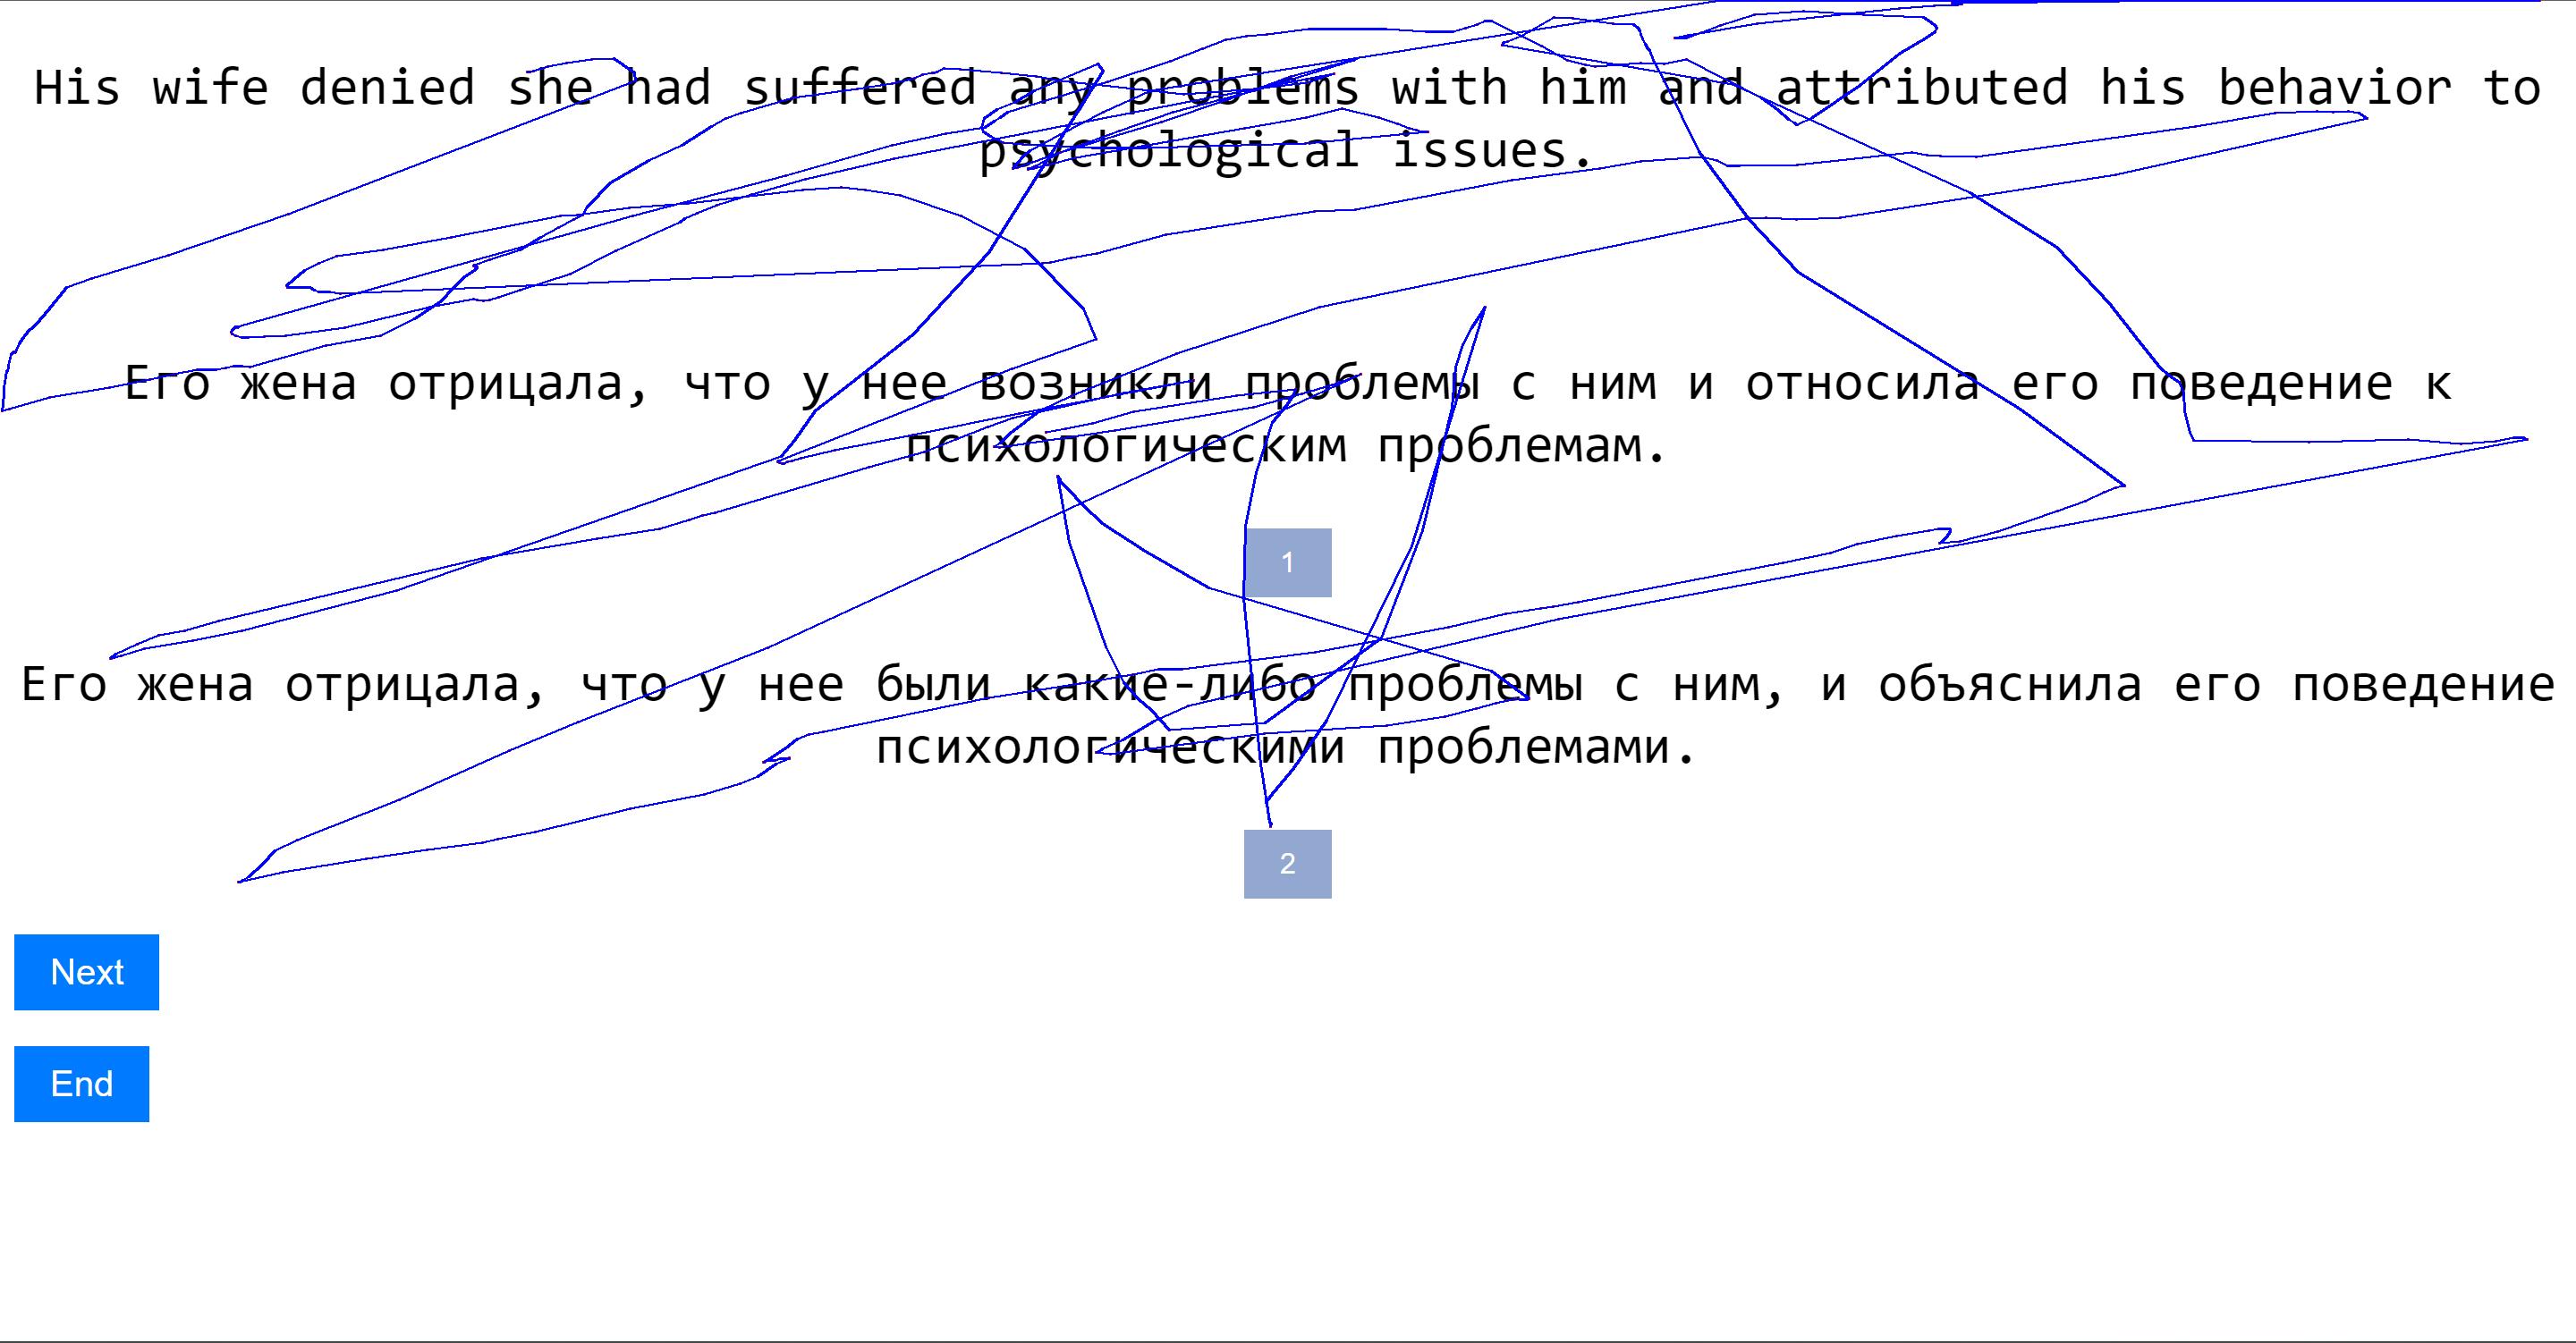 His wife denied she had suffered any problems with him and attributed his behavior to
psychological issues.
Его жена отрицала, что у нее возникли проблемы с ним и относила его поведение к
психологическим проблемам.
1
Его жена отрицала, что у нее были какие-либо проблемы с ним, и объяснила его поведение
психологическими проблемами.
2
Next
End